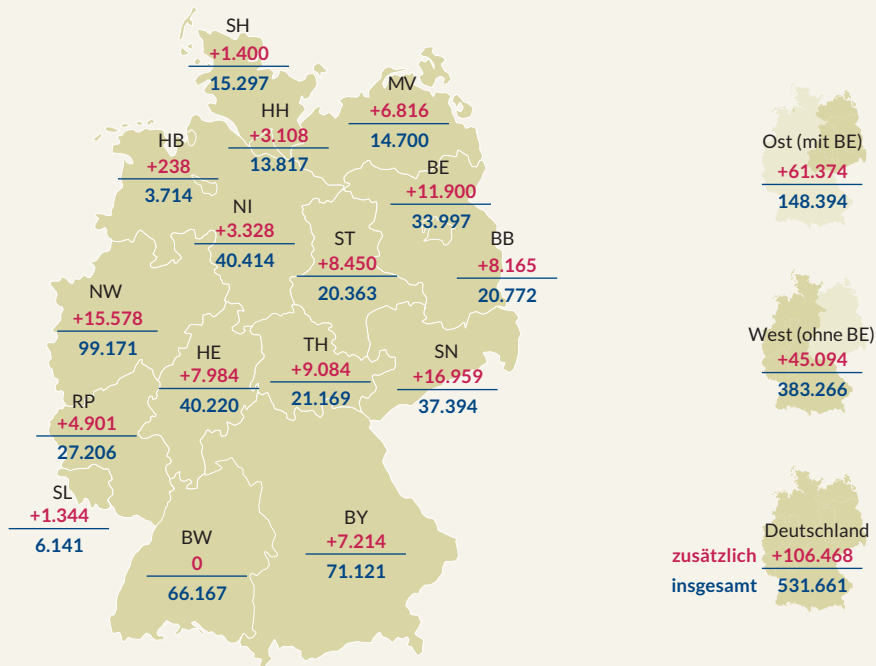 SH
+1.400
15.297
MV
+6.816
14.700
HH
+3.108
13.817
HB
+238
3.714
BE
+11.900
33.997
NI
+3.328
40.414
ST
+8.450
20.363
BB
+8.165
20.772
NW
+15.578
99.171
HE
+7.984
40.220
TH
+9.084
21.169
SN
+16.959
37.394
RP
+4.901
27.206
SL
+1.344
6.141
BW
0
66.167
BY
+7.214
71.121
Ost (mit BE)
+61.374
148.394
West (ohne BE)
+45.094
383.266
Deutschland
zusätzlich +106.468
insgesamt 531.661